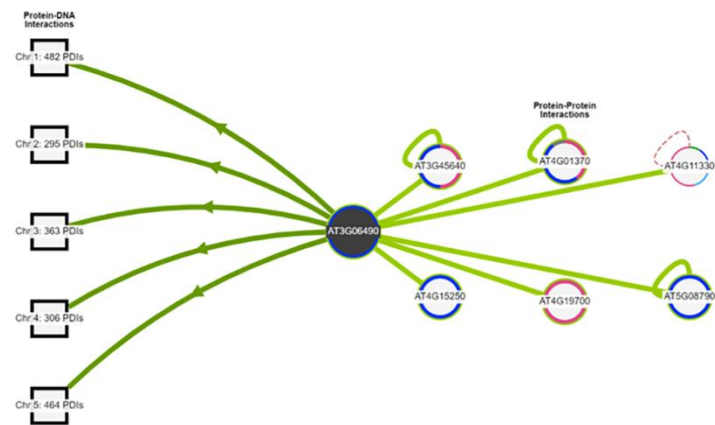 Protein-DNA
Interactions
Chr 1: 482 PDIs
Chr 2: 295 PDIs
Chr 3: 363 PDIs
Chr 4: 306 PDIs
Chr 5: 464 PDIs
AT3G06490
Protein-Protein
Interactions
AT3G45640
AT4G01370
AT4G11330
AT4G15250
AT4G19700
AT5G08790